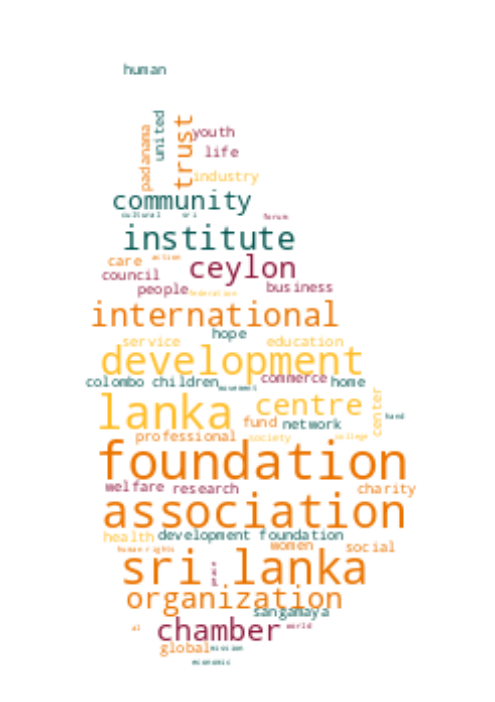 human
padanama
united
trust
youth
life
industry
community
cultural sri forum
institute
care action ceylon
council
people federation business
international
hope
service education
development
colombo children movement commerce home
lanka centre center hand
fund network
professional society college
foundation
welfare research charity
association
health development foundation
human rights women social
sri lanka
organization
sangamaya
al chamber world
global mission
economic